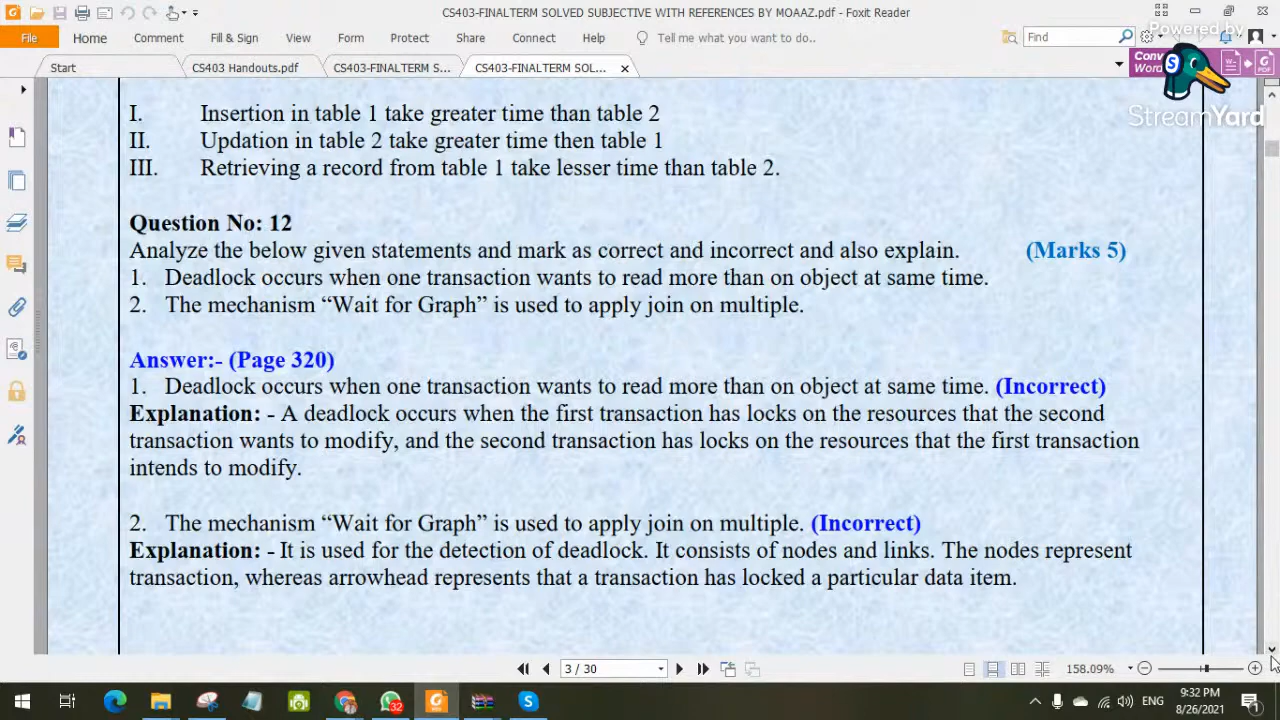 CS403-FINALTERM SOLVED SUBJECTIVE WITH REFERENCES BY MOAAZ.pdf - Foxit Reader
File Home Comment Fill & Sign View Form Protect Share Connect Help Tell me what you want to do.. Find
Powered by
Start CS403 Handouts.pdf CS403-FINALTERM S... CS403-FINALTERM SOL...
StreamYard
I. Insertion in table 1 take greater time than table 2
II. Updation in table 2 take greater time then table 1
III. Retrieving a record from table 1 take lesser time than table 2.
Question No: 12
Analyze the below given statements and mark as correct and incorrect and also explain. (Marks 5)
1. Deadlock occurs when one transaction wants to read more than on object at same time.
2. The mechanism “Wait for Graph” is used to apply join on multiple.
Answer:- (Page 320)
1. Deadlock occurs when one transaction wants to read more than on object at same time. (Incorrect)
Explanation: - A deadlock occurs when the first transaction has locks on the resources that the second
transaction wants to modify, and the second transaction has locks on the resources that the first transaction
intends to modify.
2. The mechanism “Wait for Graph” is used to apply join on multiple. (Incorrect)
Explanation: - It is used for the detection of deadlock. It consists of nodes and links. The nodes represent
transaction, whereas arrowhead represents that a transaction has locked a particular data item.
3 / 30 158.09%
32 ENG 9:32 PM
8/26/2021